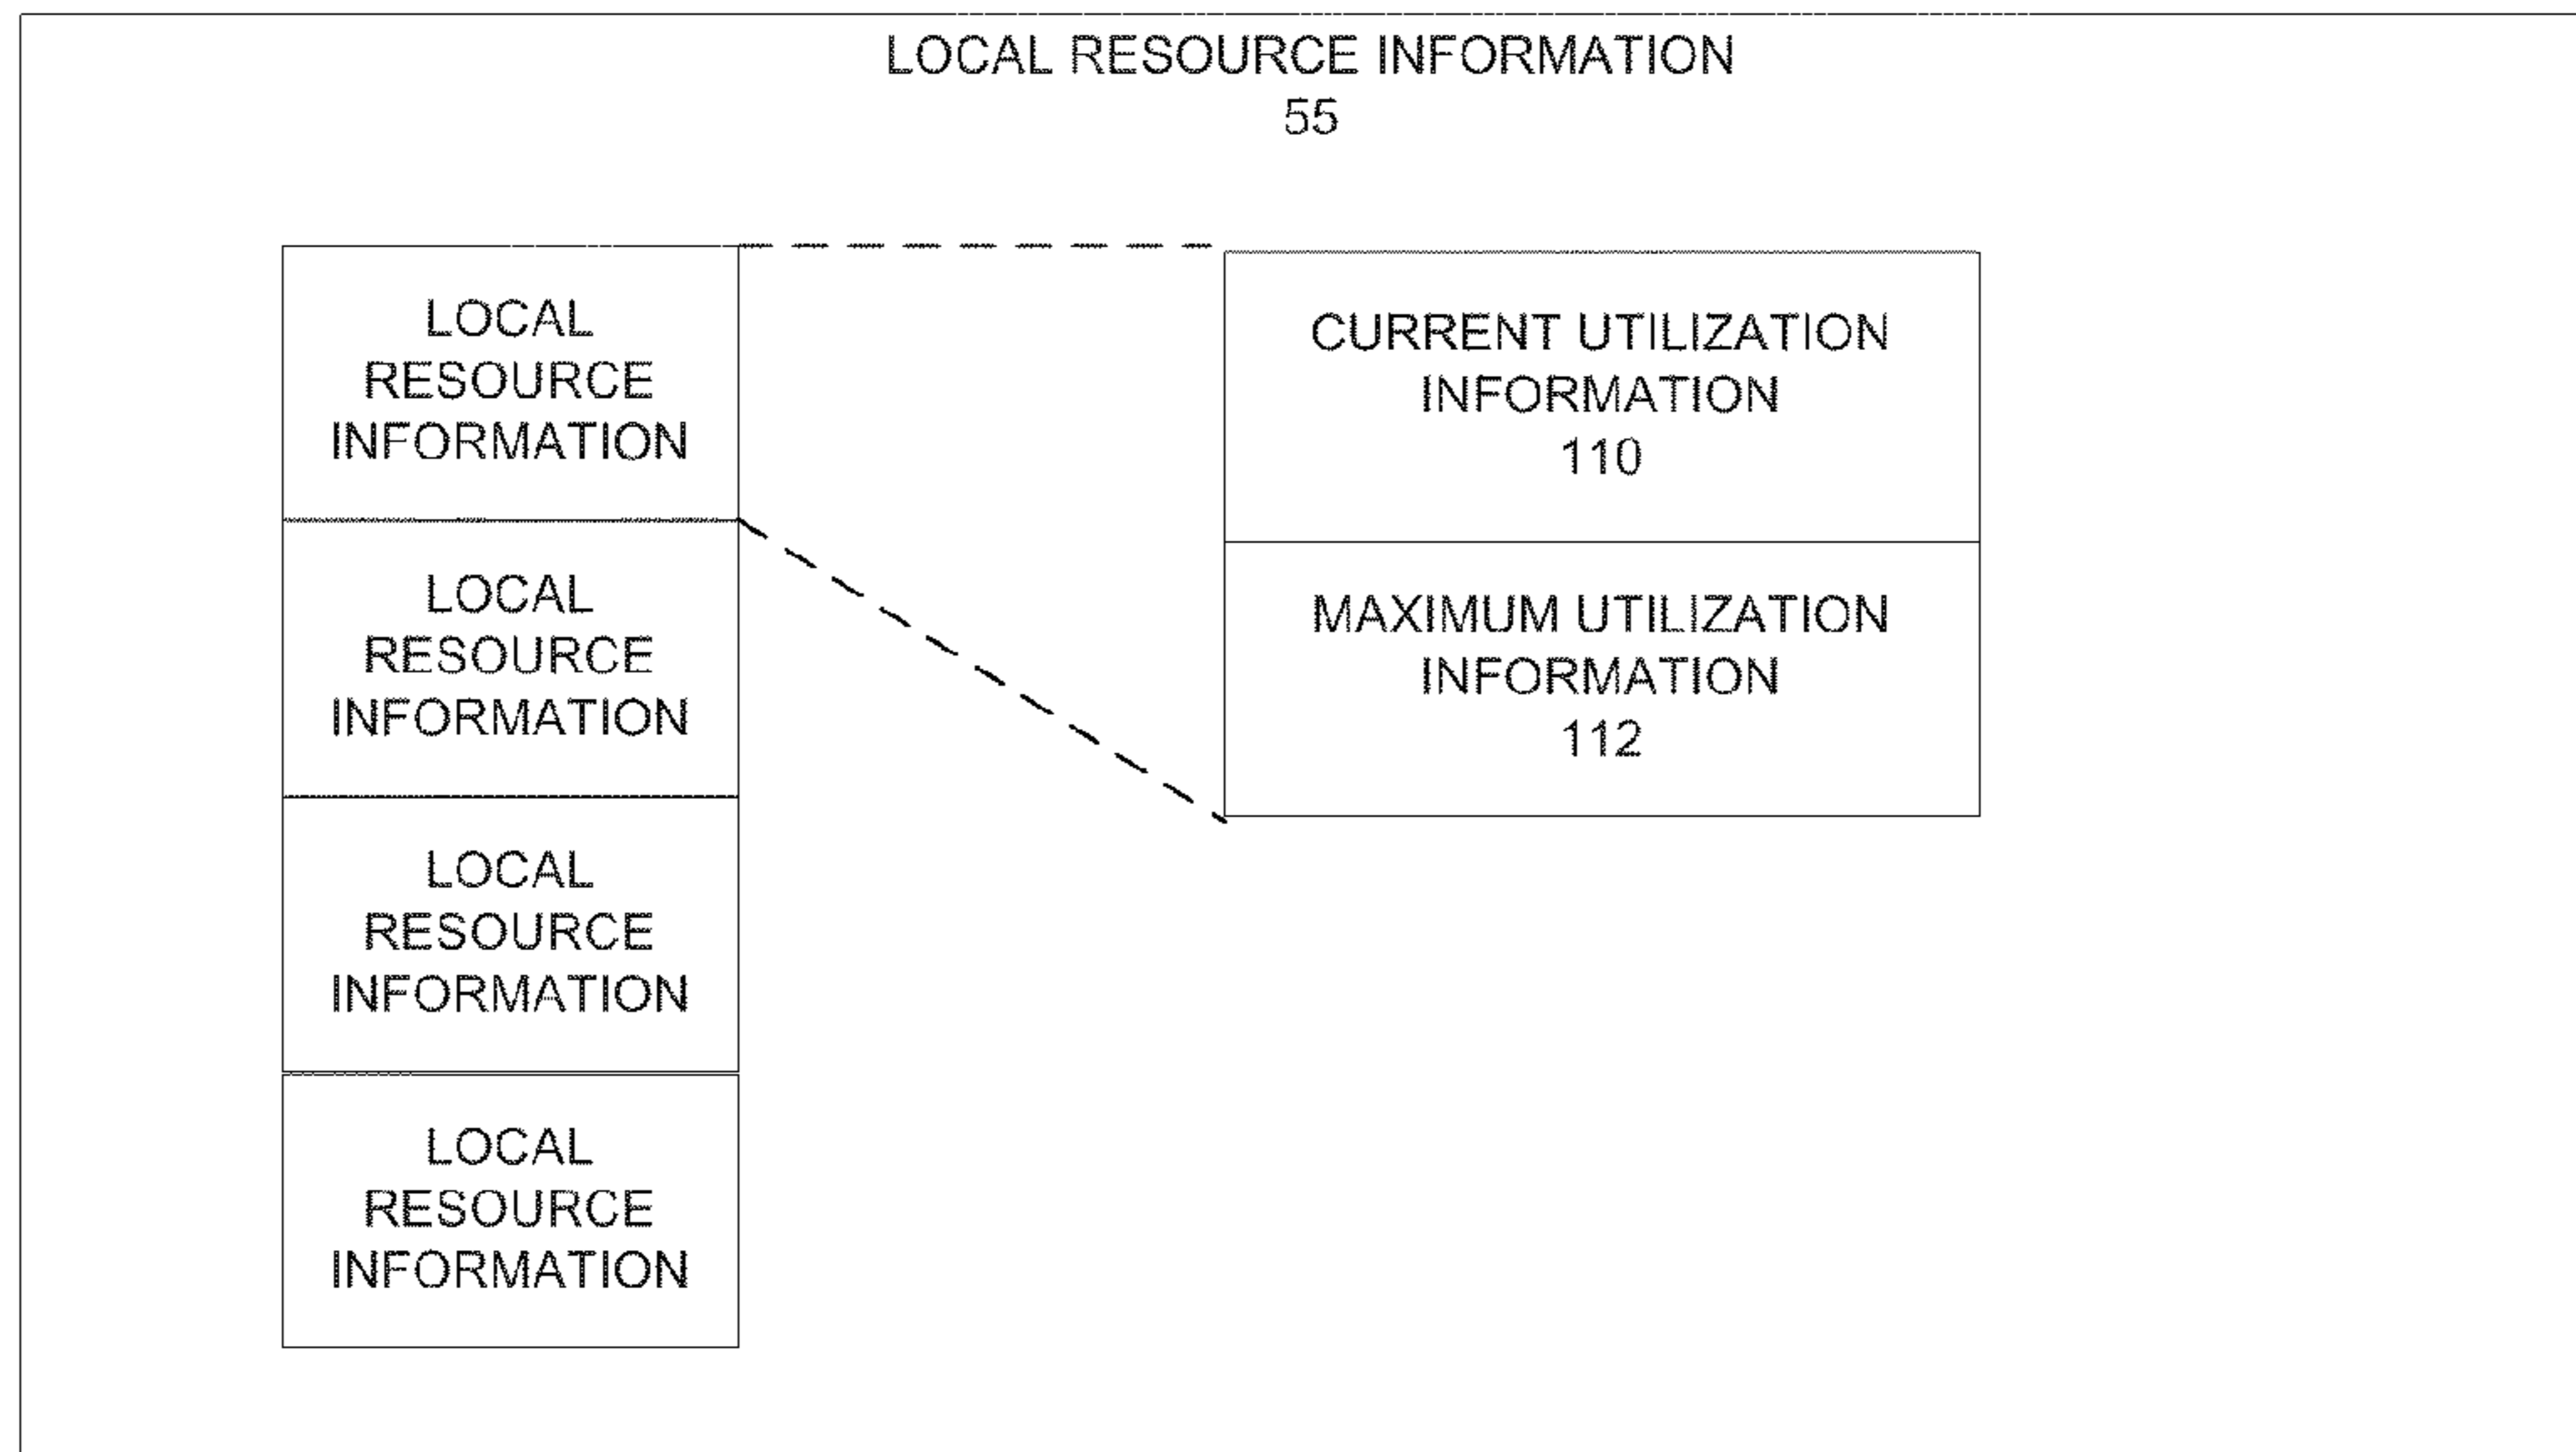 LOCAL RESOURCE INFORMATION
55
LOCAL
RESOURCE
INFORMATION
LOCAL
RESOURCE
INFORMATION
LOCAL
RESOURCE
INFORMATION
LOCAL
RESOURCE
INFORMATION
CURRENT UTILIZATION
INFORMATION
110
MAXIMUM UTILIZATION
INFORMATION
112